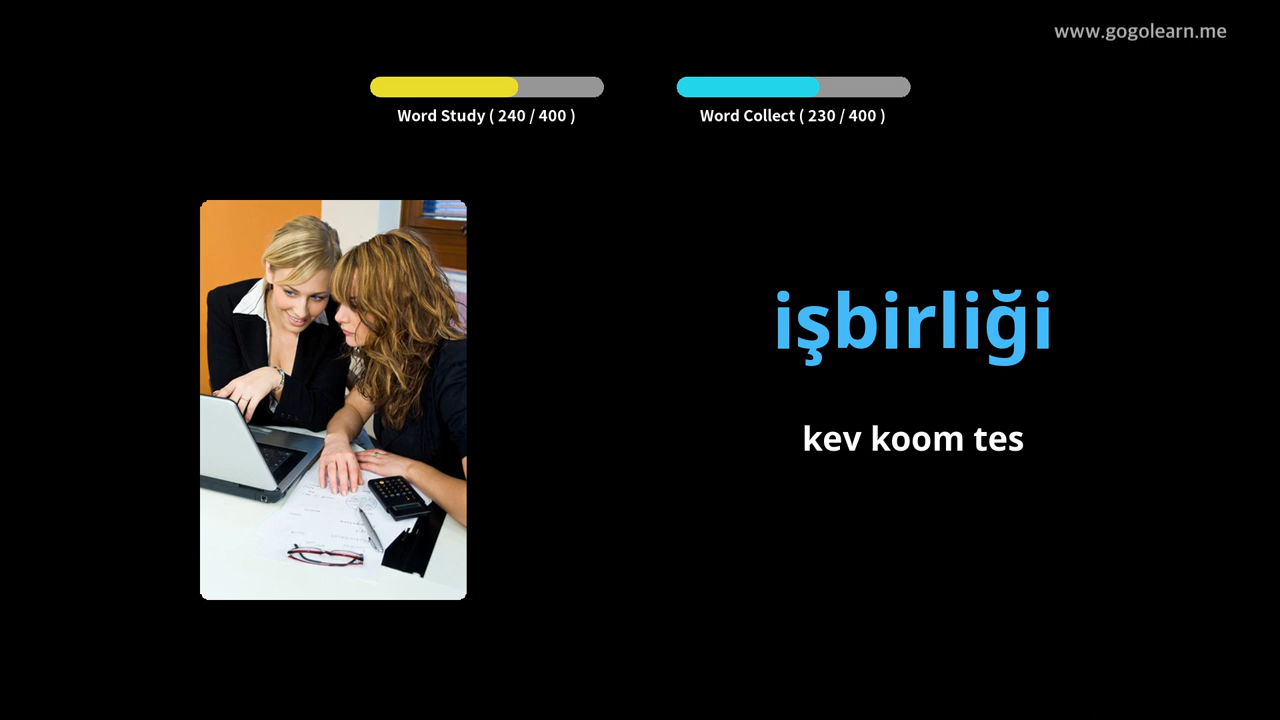 www.gogolearn.me
Word Study ( 240 / 400 )
Word Collect ( 230 / 400 )
işbirliği
kev koom tes